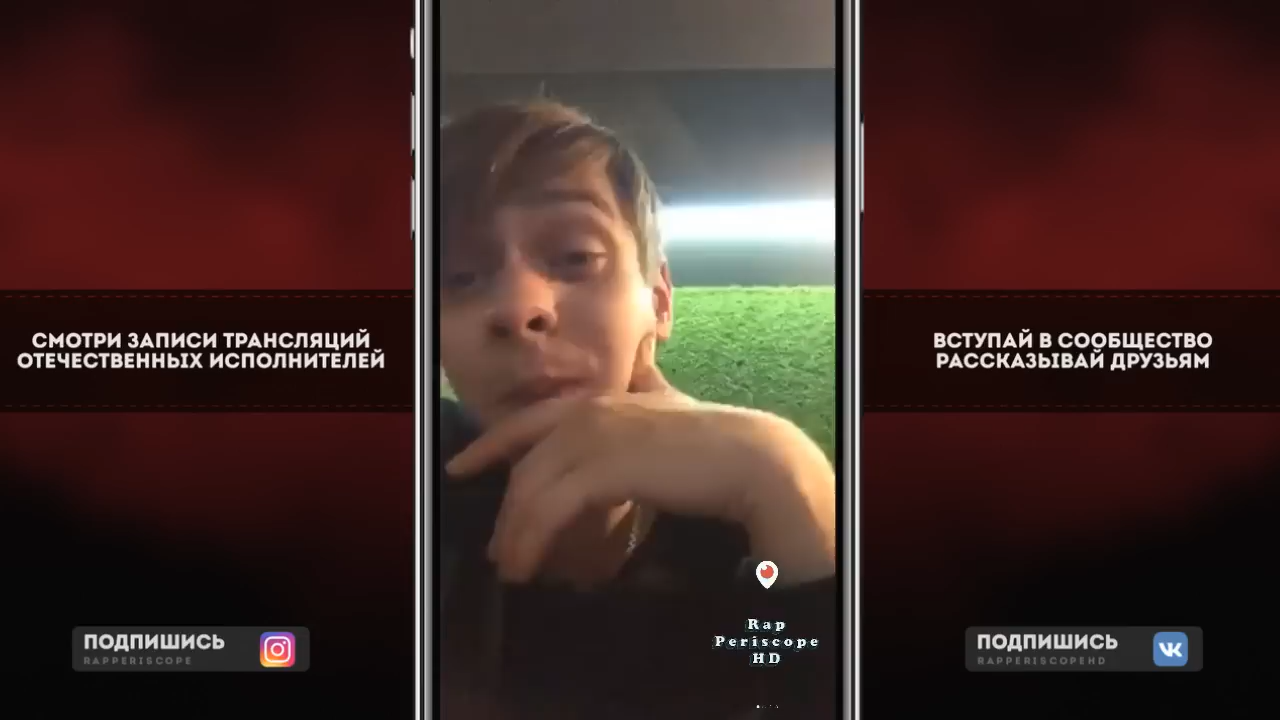 СМОТРИ ЗАПИСИ ТРАНСЛЯЦИЙ
ОТЕЧЕСТВЕННЫХ ИСПОЛНИТЕЛЕЙ
ВСТУПАЙ В СООБЩЕСТВО
РАССКАЗЫВАЙ ДРУЗЬЯМ
Rap
Periscope
HD
ПОДПИШИСЬ
RAPPERISCOPE
ПОДПИШИСЬ
RAPPERISCOPEHD